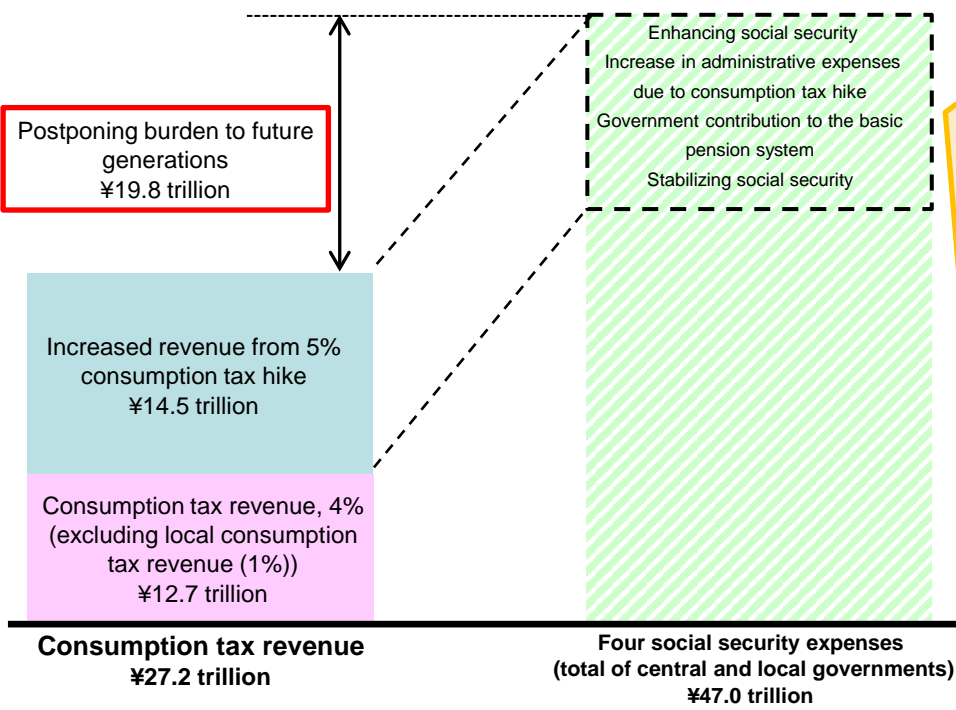 Enhancing social security
Increase in administrative expenses
due to consumption tax hike
Government contribution to the basic
pension system
Stabilizing social security
Postponing burden to future
generations
¥19.8 trillion
Increased revenue from 5%
consumption tax hike
¥14.5 trillion
Consumption tax revenue, 4%
(excluding local consumption
tax revenue (1%))
¥12.7 trillion
Consumption tax revenue
¥27.2 trillion
Four social security expenses
(total of central and local governments)
¥47.0 trillion